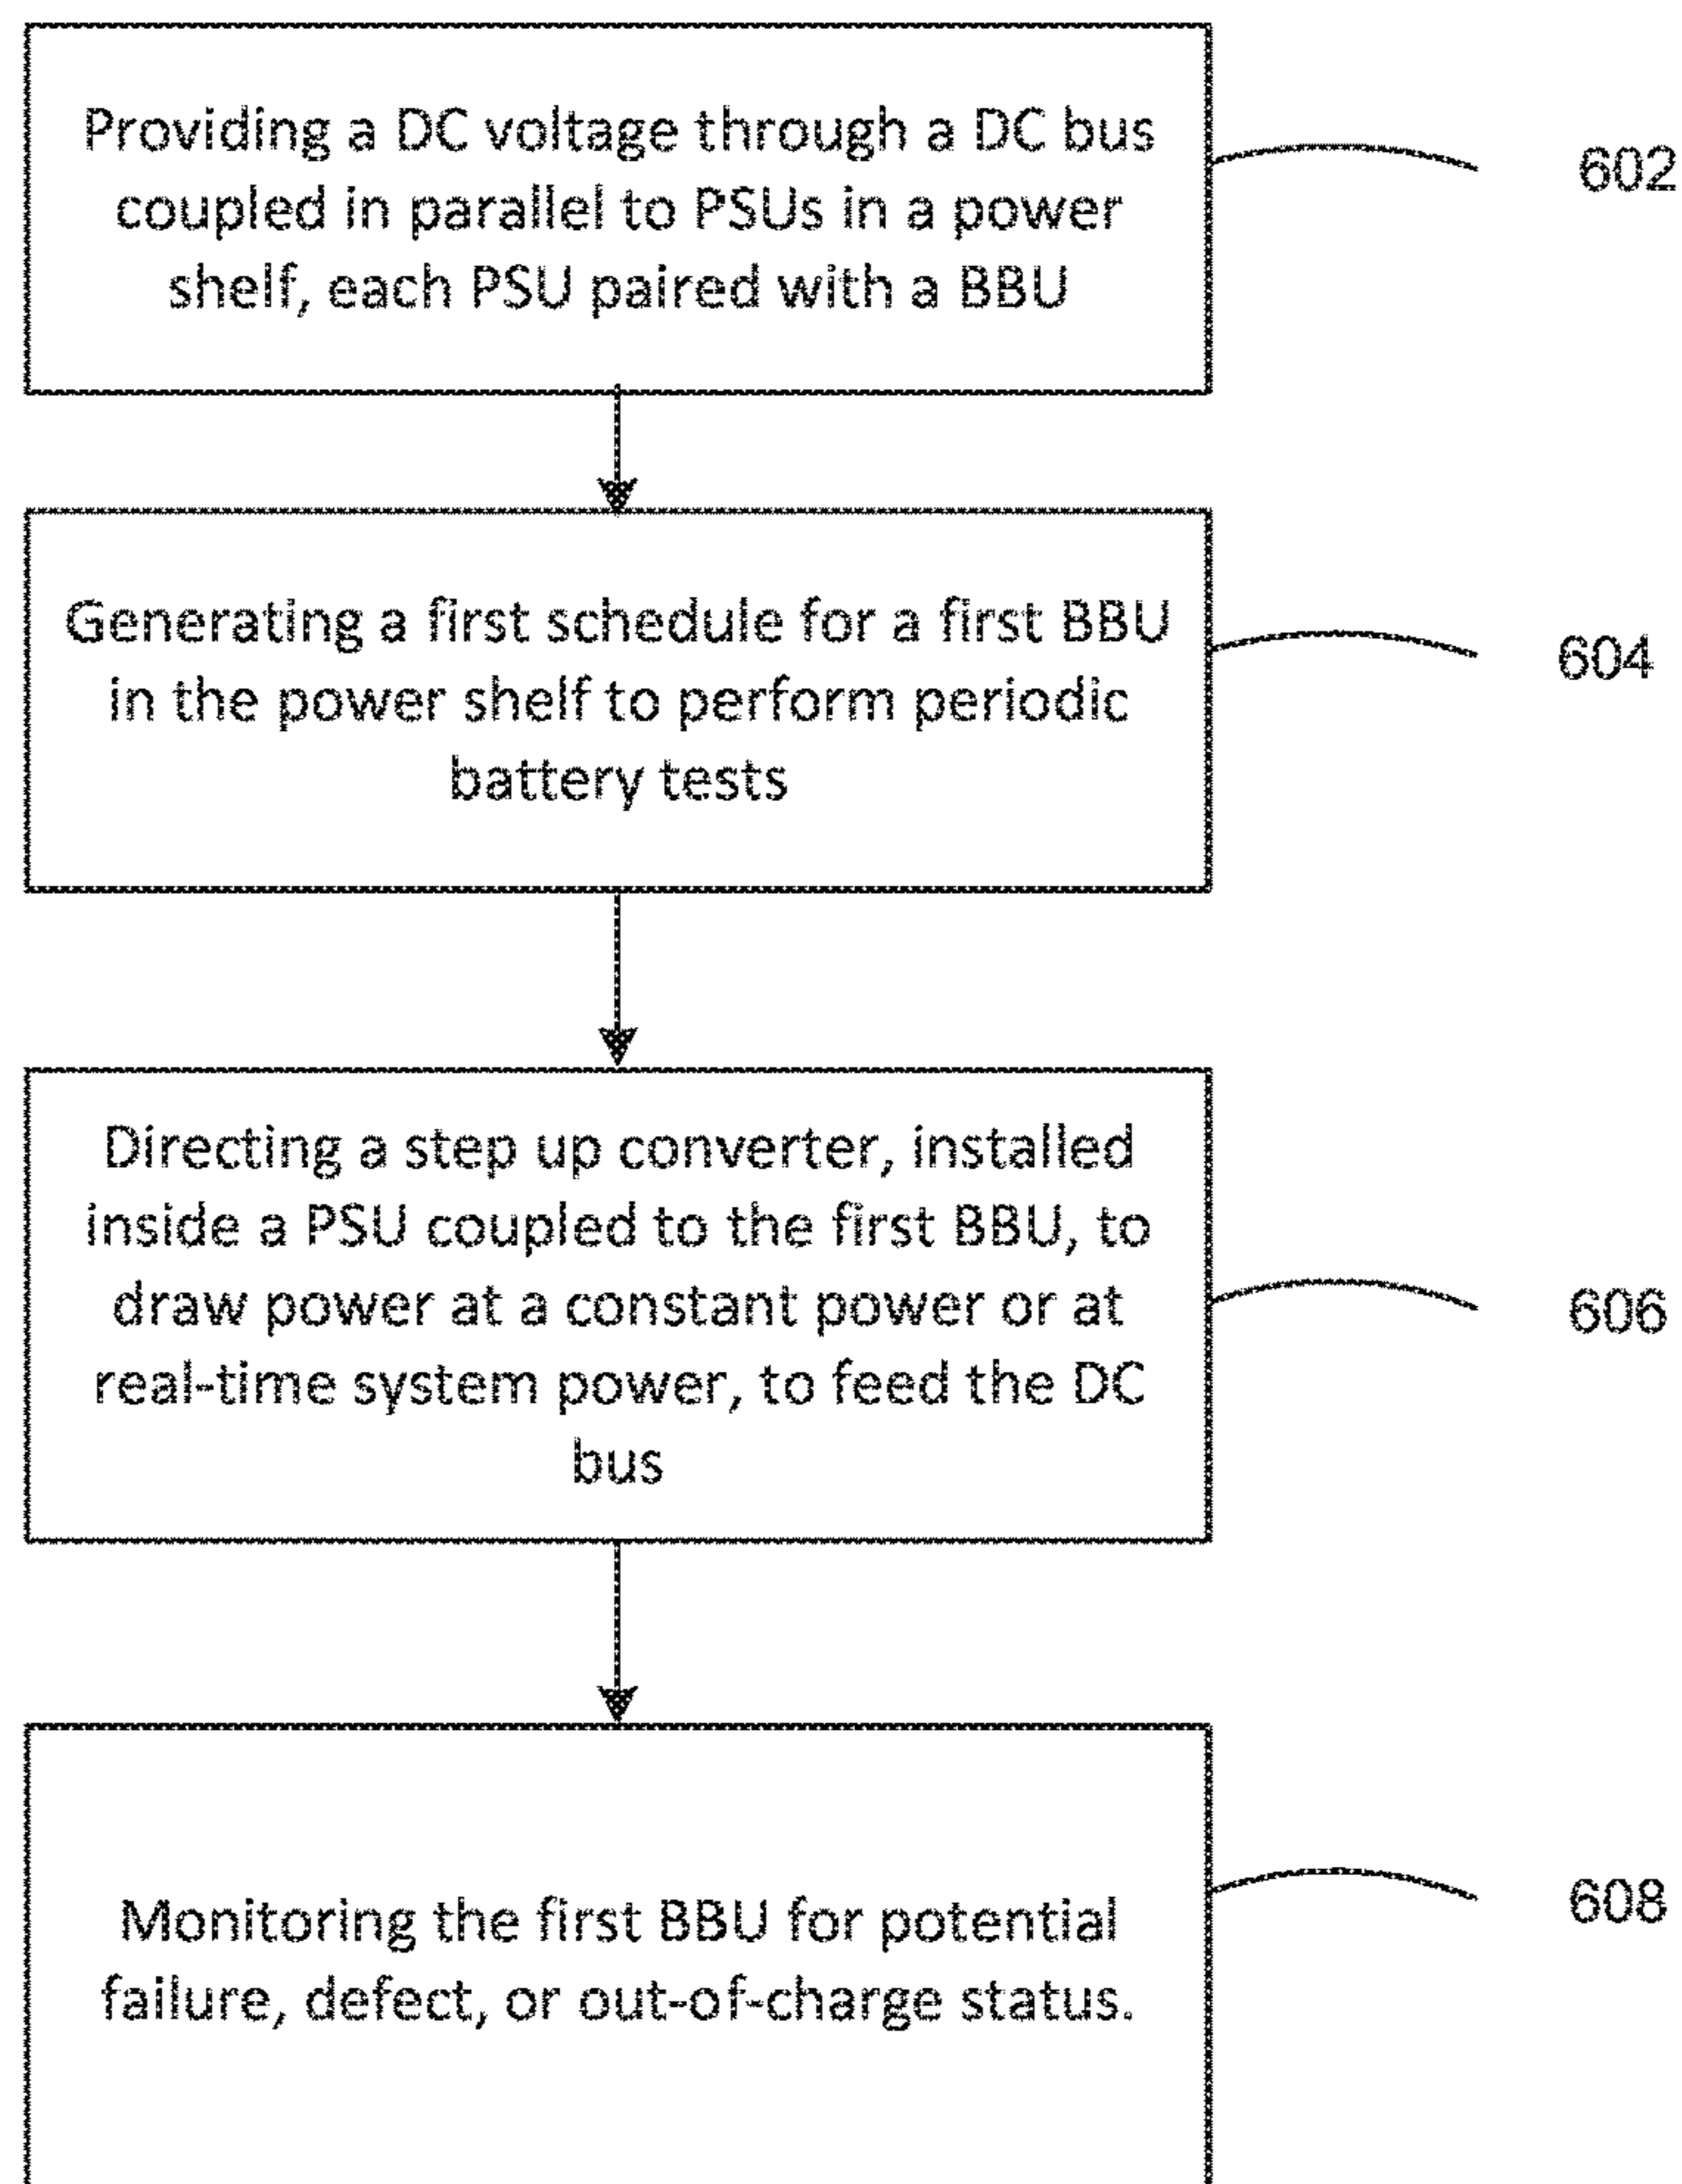 Providing a DC voltage through a DC bus
coupled in parallel to PSUs in a power
shelf, each PSU paired with a BBU
602
Generating a first schedule for a first BBU
in the power shelf to perform periodic
battery tests
604
Directing a step up converter, installed
inside a PSU coupled to the first BBU, to
draw power at a constant power or at
real-time system power, to feed the DC
bus
606
Monitoring the first BBU for potential
failure, defect, or out-of-charge status.
608